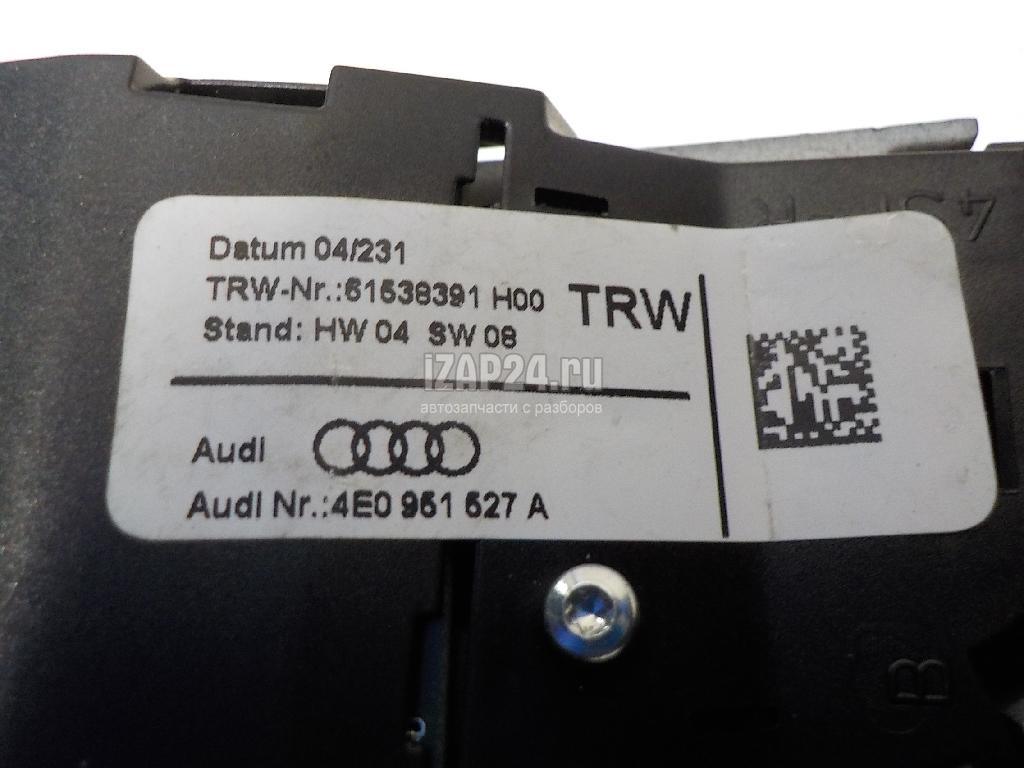 Datum 04/231
TRW-Nr.:61638391 H00
Stand: HW 04 SW 08
TRW
iZAP24.ru
автозапчасти с разборов
Audi
Audi Nr.:4E0 951 527 A
B